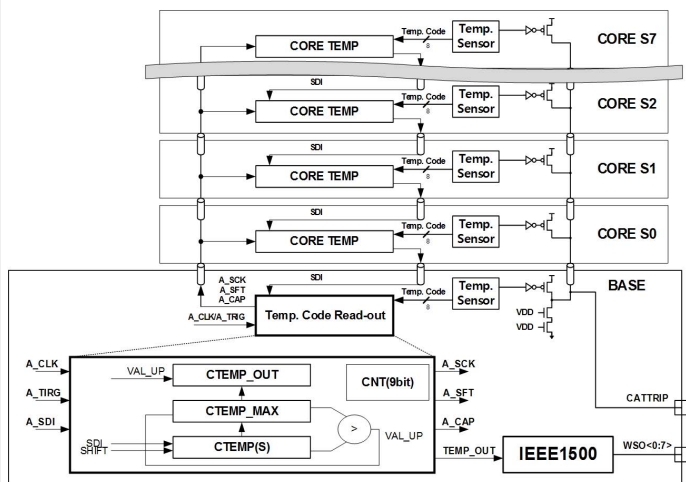 CORE S7
Temp. Code
8
Temp.
Sensor
CORE TEMP
SDI
CORE S2
Temp. Code
8
Temp.
Sensor
CORE TEMP
SDI
CORE S1
Temp. Code
8
Temp.
Sensor
CORE TEMP
SDI
CORE S0
Temp. Code
8
Temp.
Sensor
CORE TEMP
SDI
BASE
A_SCK
A_SFT
A_CAP
A_CLK/A_TRIG
Temp. Code Read-out
Temp. Code
8
Temp.
Sensor
VDD
VDD
A_CLK
A_TIRG
A_SDI
VAL_UP
CTEMP_OUT
CNT(9bit)
CTEMP_MAX
>
VAL_UP
SDI
SHIFT
CTEMP(S)
A_SCK
A_SFT
A_CAP
TEMP_OUT
IEEE1500
CATTRIP
WSO<0:7>